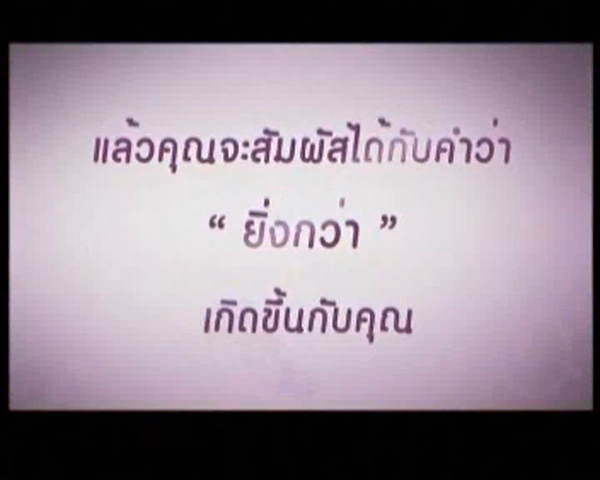 แล้วคุณจะสัมผัสได้กับคำว่า
“ ยิ่งกว่า ”
เกิดขึ้นกับคุณ